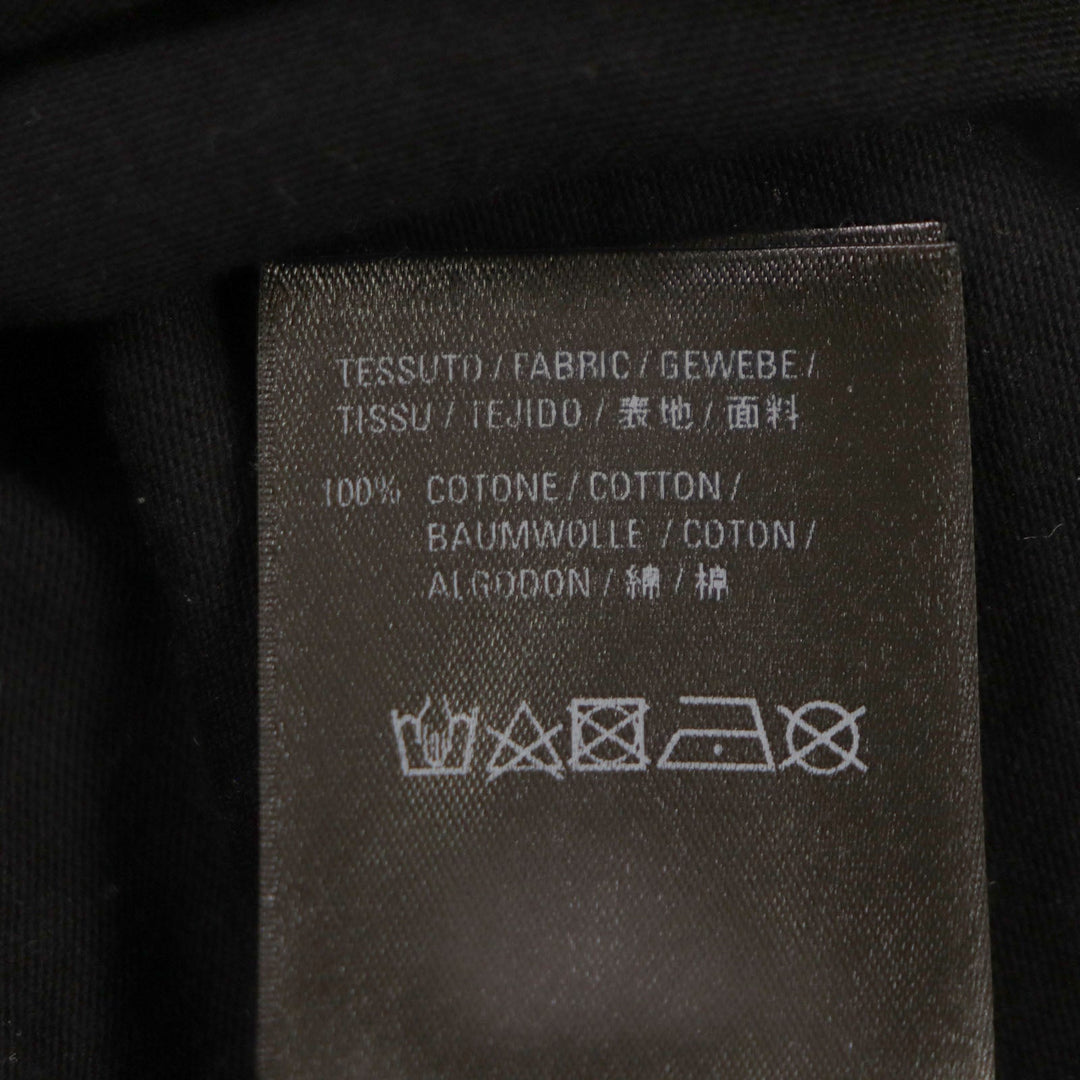 TESSUTO / FABRIC / GEWEBE /
TISSU / TEJIDO / 表地 / 面料
100% COTONE / COTTON /
BAUMWOLLE / COTON /
ALGODON / 綿 / 棉